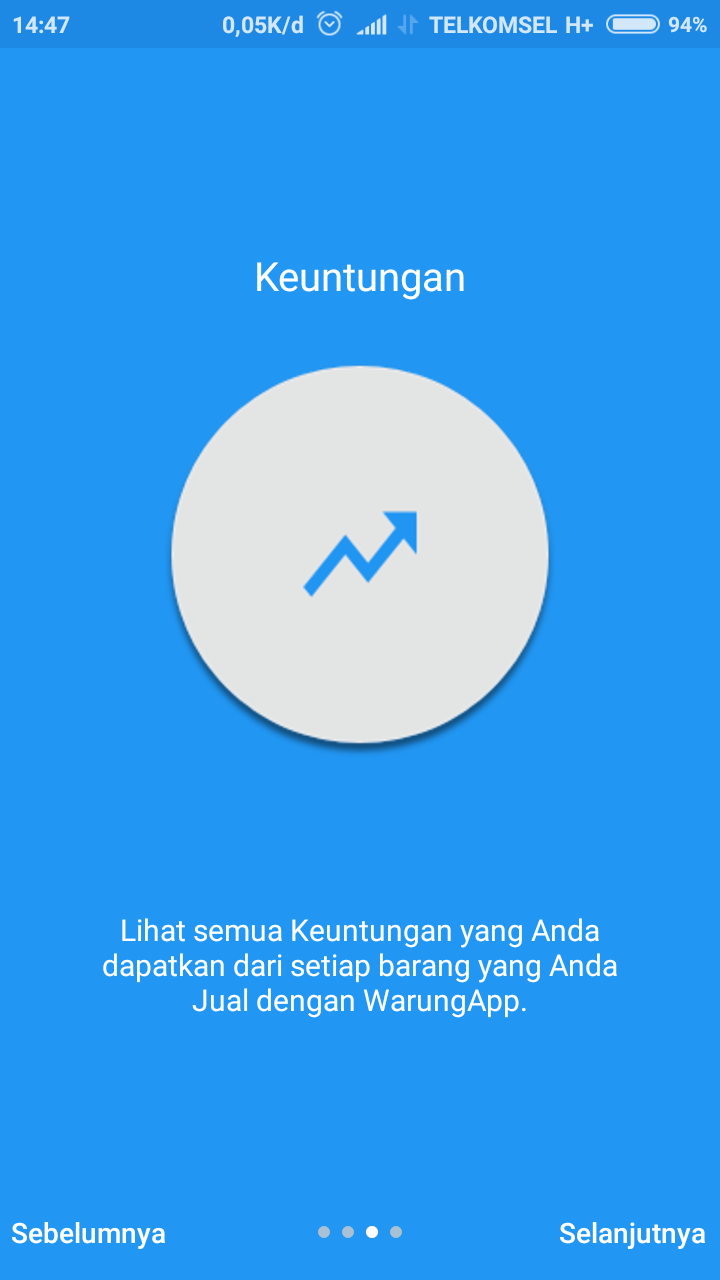 14:47 0,05K/d TELKOMSEL H+ 94%
Keuntungan
Lihat semua Keuntungan yang Anda
dapatkan dari setiap barang yang Anda
Jual dengan WarungApp.
Sebelumnya Selanjutnya